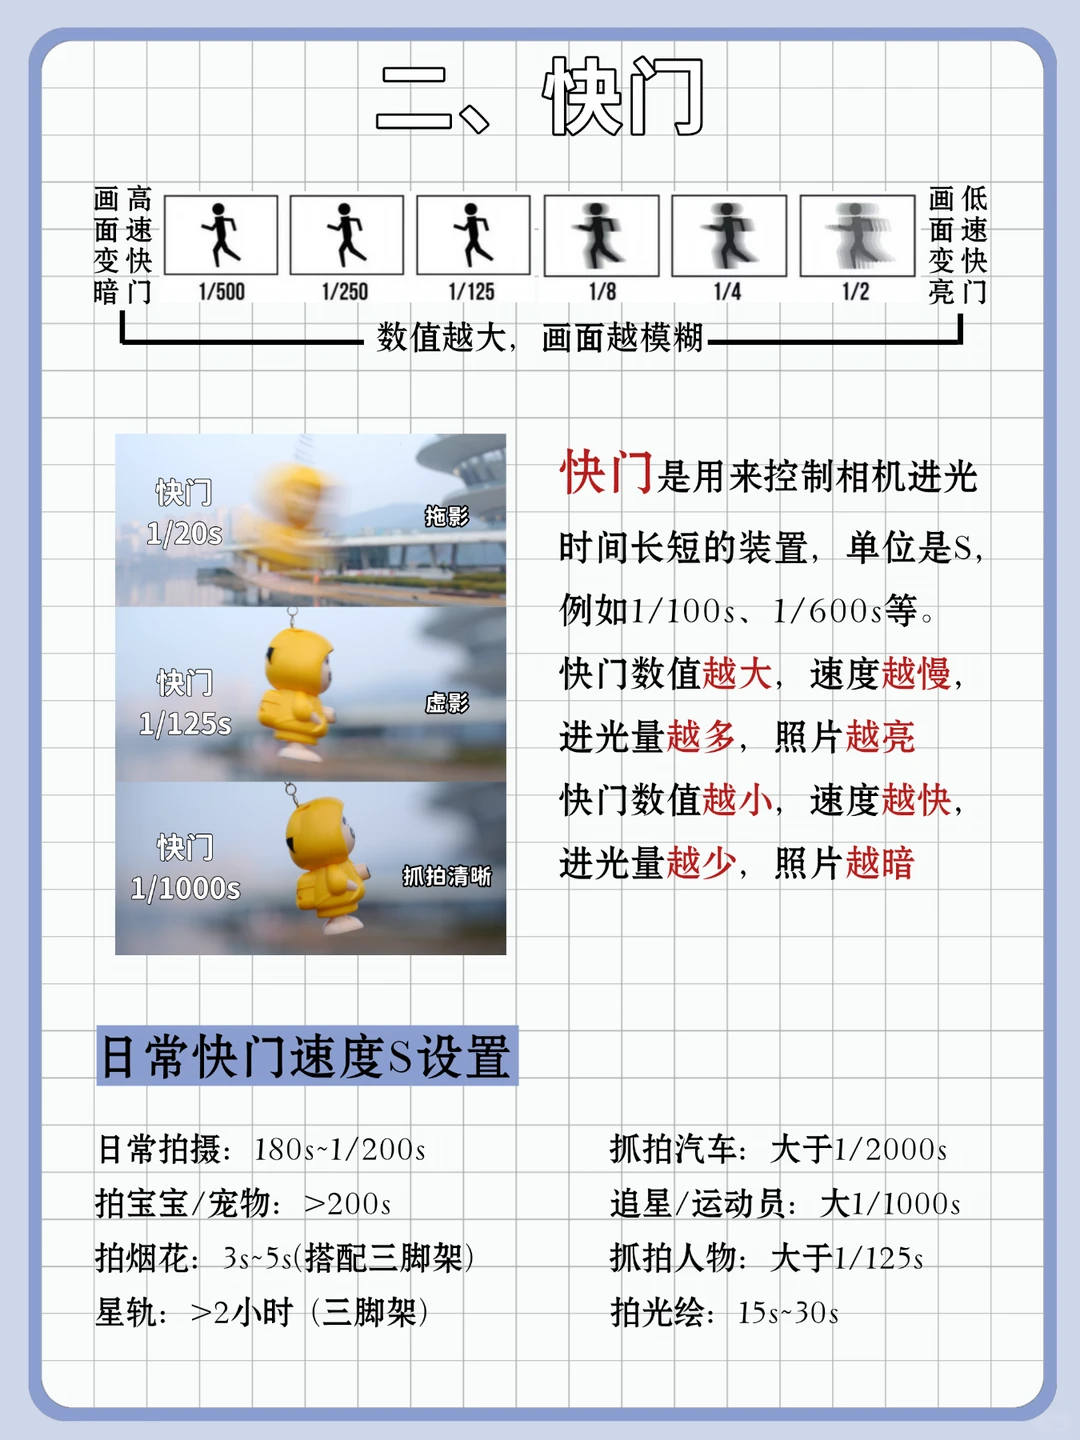 二、快门
高速快门
画面变暗
1/500
1/250
1/125
1/8
1/4
1/2
低速快门
画面变亮
数值越大，画面越模糊
快门
1/20s
拖影
快门
1/125s
虚影
快门
1/1000s
抓拍清晰
快门是用来控制相机进光
时间长短的装置，单位是S，
例如1/100s、1/600s等。
快门数值越大，速度越慢，
进光量越多，照片越亮
快门数值越小，速度越快，
进光量越少，照片越暗
日常快门速度S设置
日常拍摄：180s~1/200s
拍宝宝/宠物：>200s
拍烟花：3s~5s(搭配三脚架）
星轨：>2小时（三脚架）
抓拍汽车：大于1/2000s
追星/运动员：大1/1000s
抓拍人物：大于1/125s
拍光绘：15s~30s